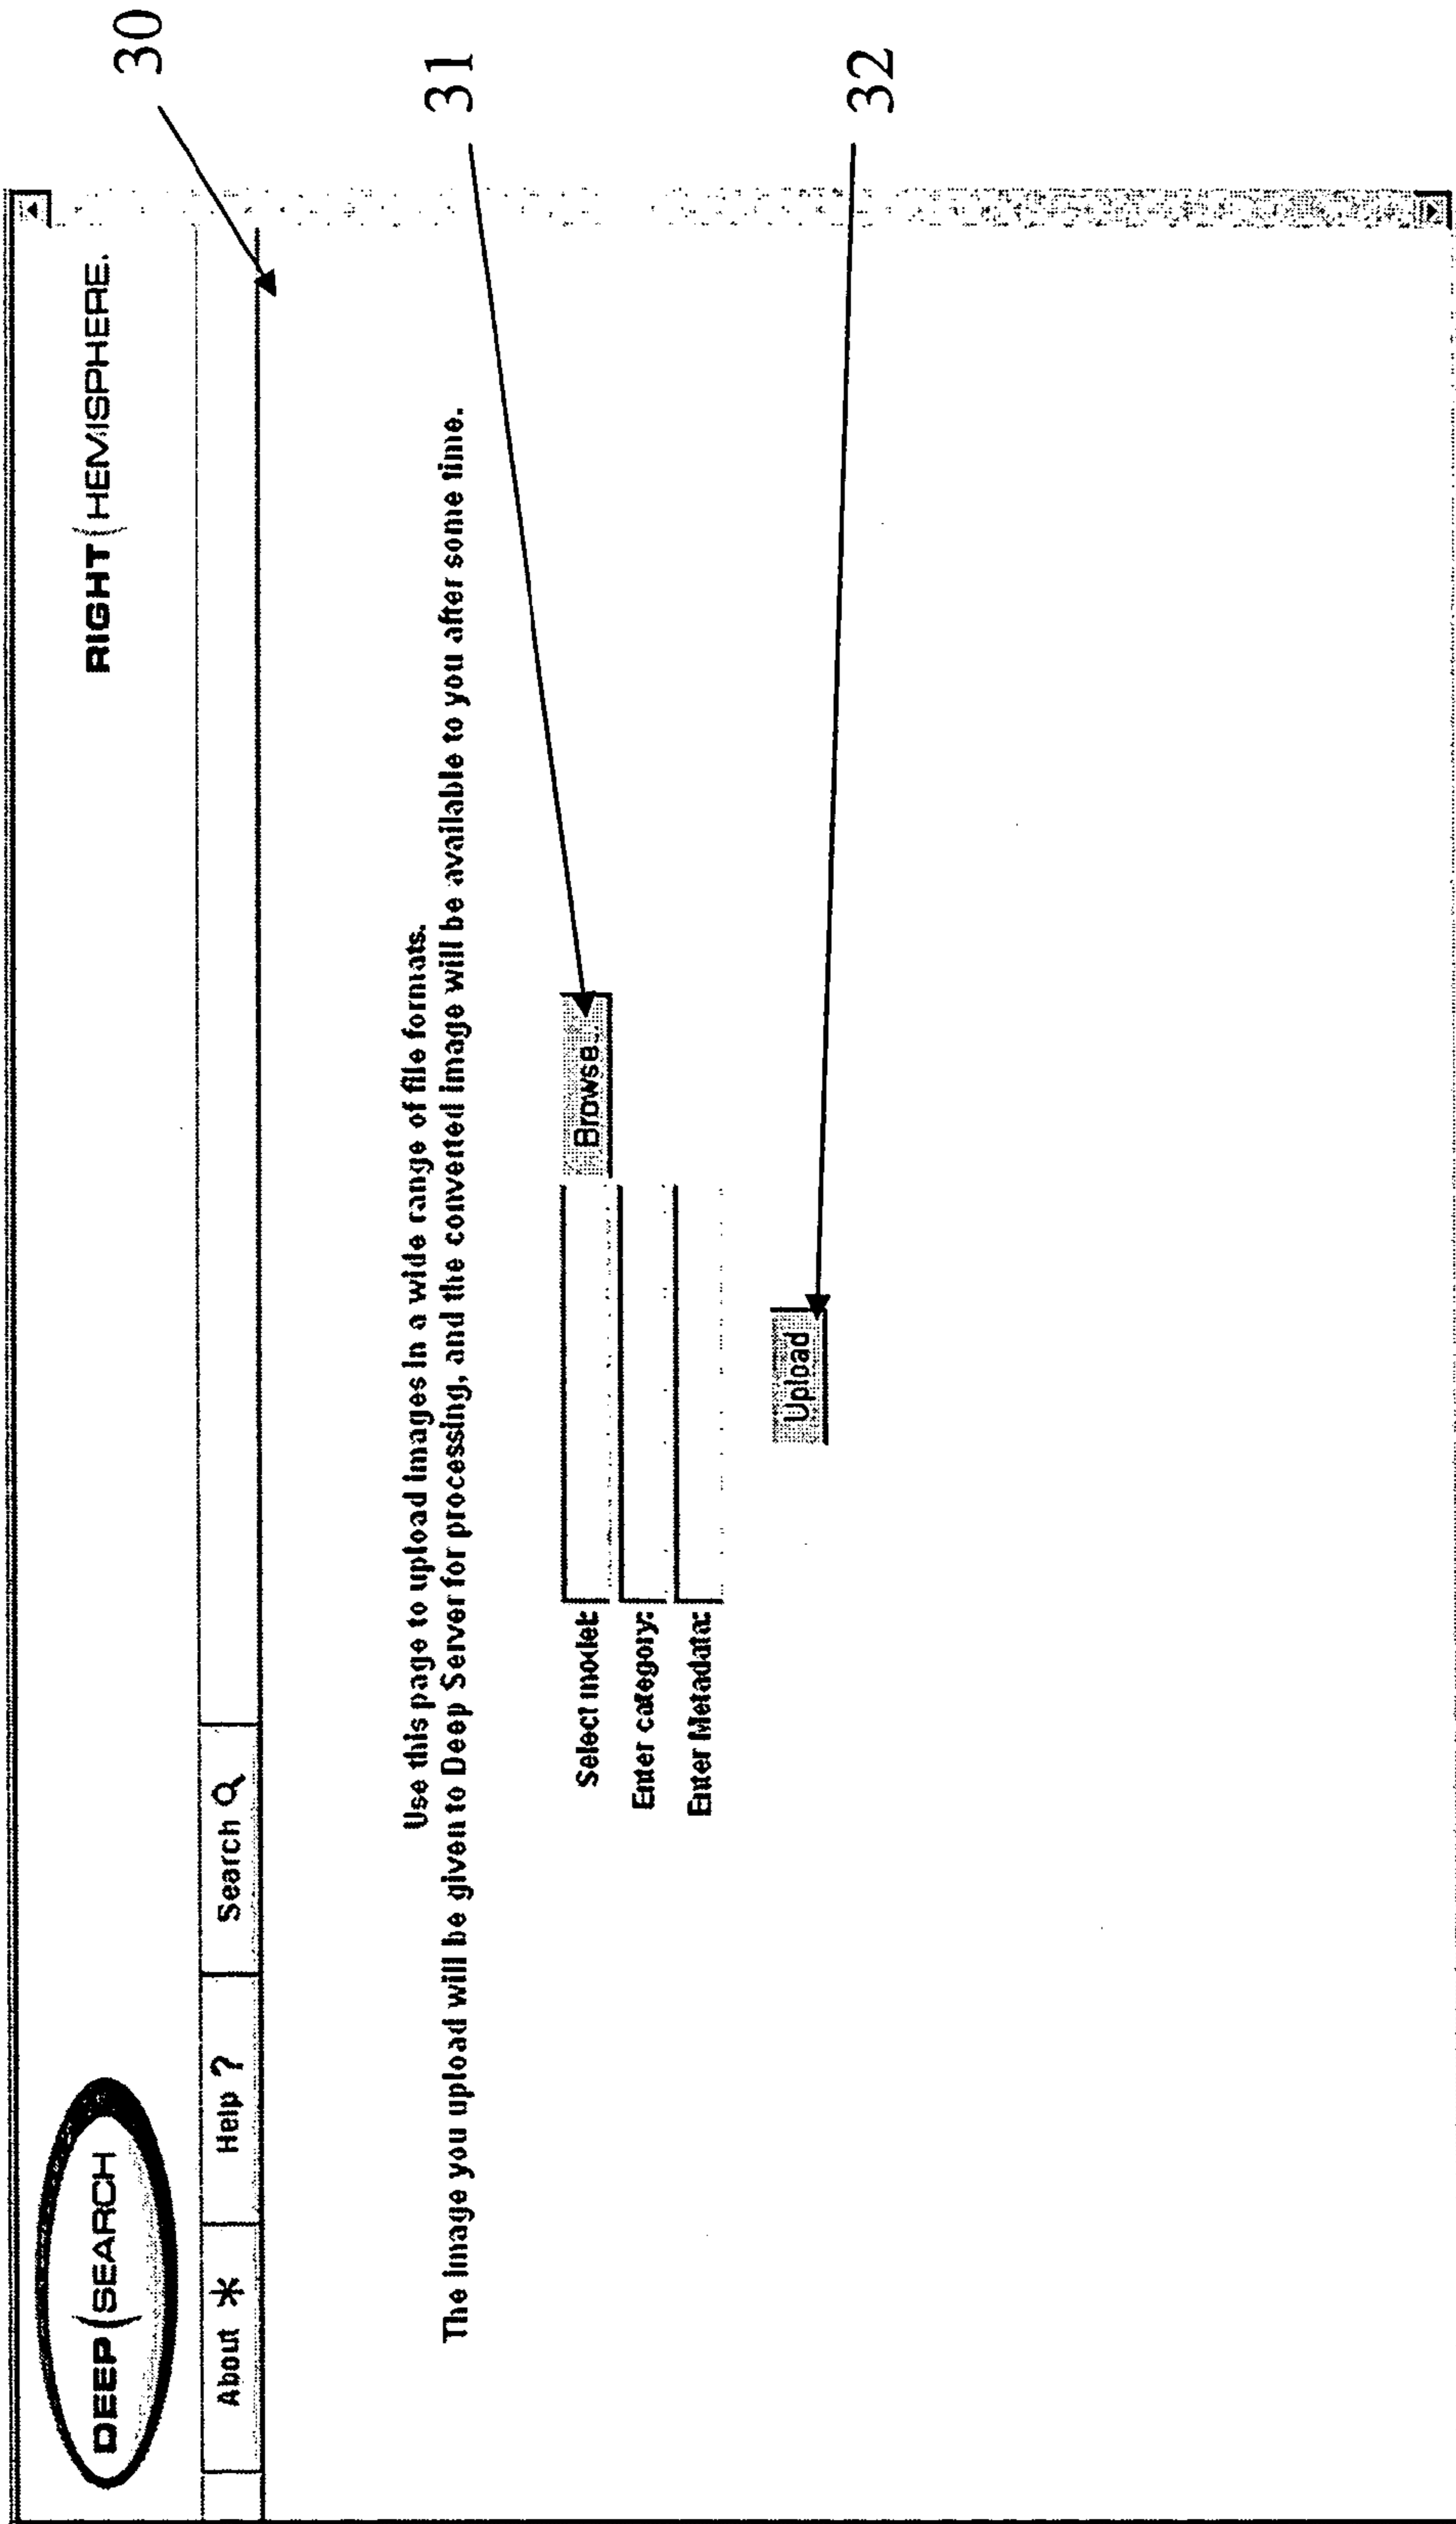 DEEP(SEARCH
RIGHT(HEMISPHERE.
About * Help ? Search
30
Use this page to upload images in a wide range of file formats.
The image you upload will be given to Deep Server for processing, and the converted image will be available to you after some time.
31
Select model: Browse...
Enter category:
Enter Metadata:
Upload
32